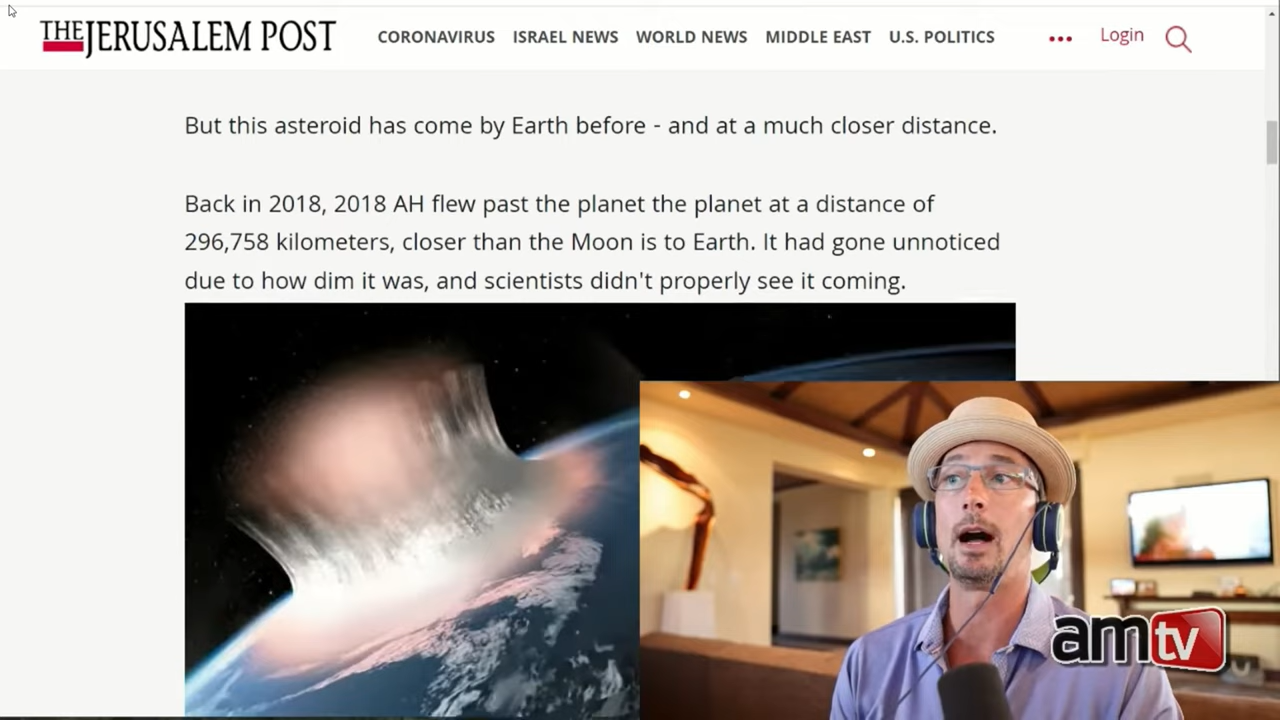 THE JERUSALEM POST CORONAVIRUS ISRAEL NEWS WORLD NEWS MIDDLE EAST U.S. POLITICS ••• Login
But this asteroid has come by Earth before - and at a much closer distance.
Back in 2018, 2018 AH flew past the planet the planet at a distance of
296,758 kilometers, closer than the Moon is to Earth. It had gone unnoticed
due to how dim it was, and scientists didn't properly see it coming.
amtv